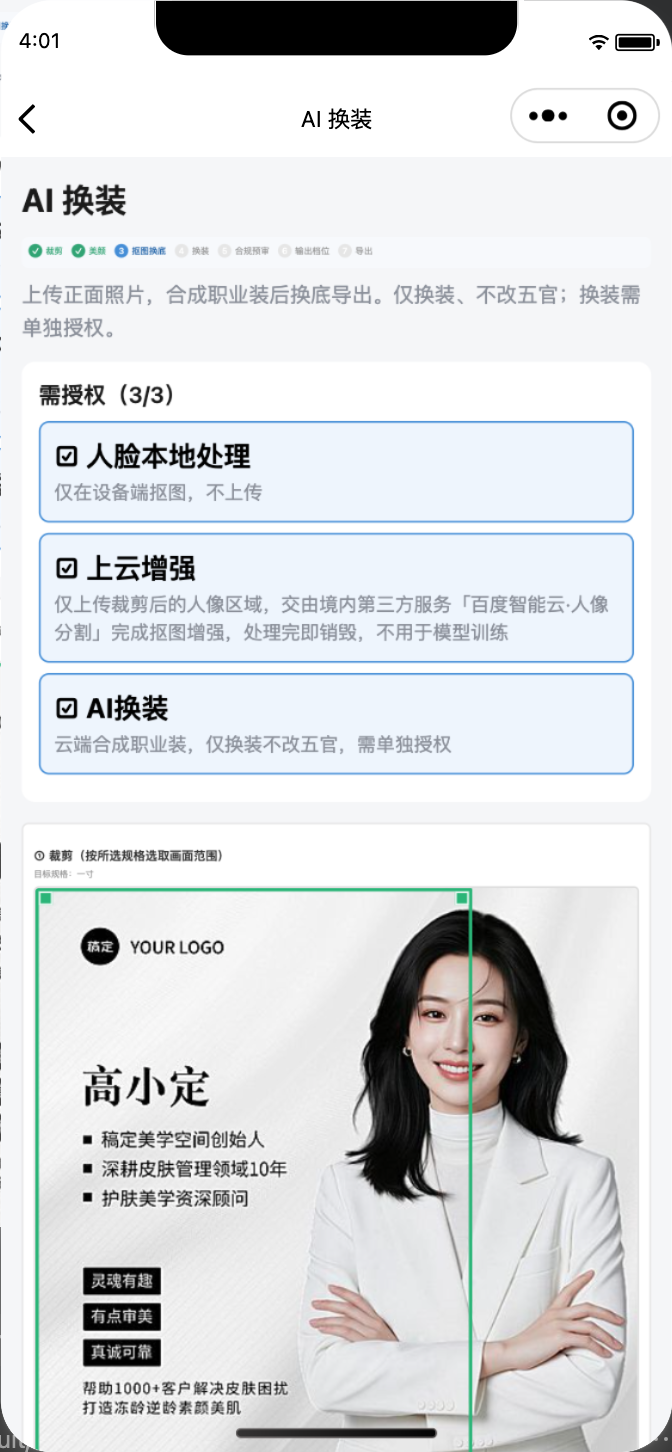 4:01
AI 换装
AI 换装
裁剪 美颜 3 抠图换底 4 换装 5 合规预审 6 输出档位 7 导出
上传正面照片，合成职业装后换底导出。仅换装、不改五官；换装需
单独授权。
需授权（3/3）
人脸本地处理
仅在设备端抠图，不上传
上云增强
仅上传裁剪后的人像区域，交由境内第三方服务「百度智能云·人像
分割」完成抠图增强，处理完即销毁，不用于模型训练
AI换装
云端合成职业装，仅换装不改五官，需单独授权
① 裁剪（按所选规格选取画面范围）
目标规格：一寸
稿定 YOUR LOGO
高小定
■ 稿定美学空间创始人
■ 深耕皮肤管理领域10年
■ 护肤美学资深顾问
灵魂有趣
有点审美
真诚可靠
帮助1000+客户解决皮肤困扰
打造冻龄逆龄素颜美肌